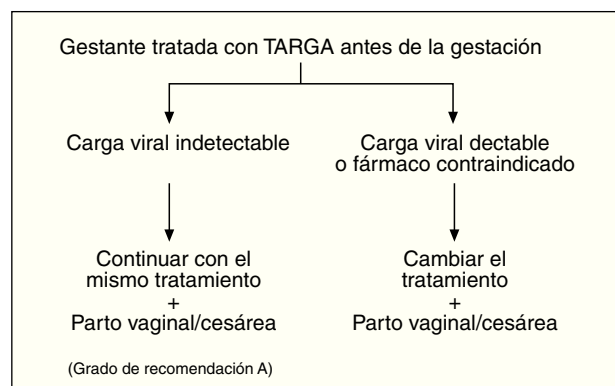 Gestante tratada con TARGA antes de la gestación
Carga viral indetectable
Carga viral dectable
o fármaco contraindicado
Continuar con el
mismo tratamiento
+
Parto vaginal/cesárea
Cambiar el
tratamiento
+
Parto vaginal/cesárea
(Grado de recomendación A)